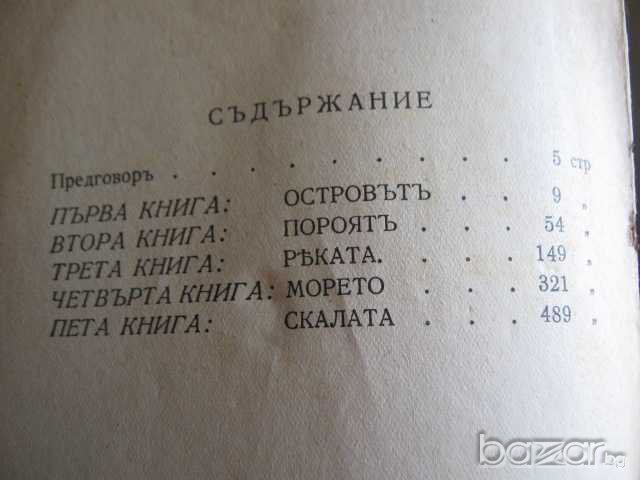 СЪДЪРЖАНИЕ
Предговоръ . . . . . . . . . 5 стр
ПЪРВА КНИГА: ОСТРОВЪТЪ . . . 9 „
ВТОРА КНИГА: ПОРОЯТЪ . . . 54 „
ТРЕТА КНИГА: РѢКАТА. . . . 149 „
ЧЕТВЪРТА КНИГА: МОРЕТО . . . 321 „
ПЕТА КНИГА: СКАЛАТА . . . 489 „
bazar.bg